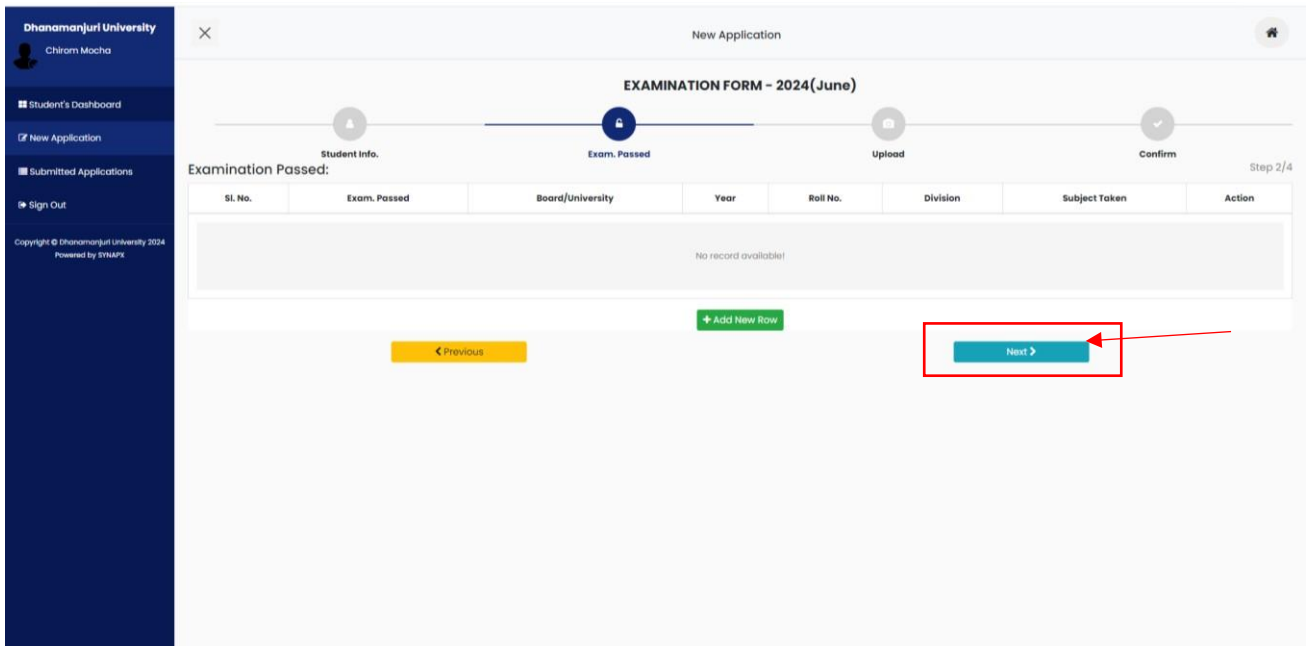 Dhanamanjuri University
Chirom Mocha
Student's Dashboard
New Application
Submitted Applications
Sign Out
Copyright © Dhanamanjuri University 2024
Powered by SYNAPX
New Application
EXAMINATION FORM - 2024(June)
Student Info.
Exam. Passed
Upload
Confirm
Examination Passed:
Step 2/4
Sl. No.
Exam. Passed
Board/University
Year
Roll No.
Division
Subject Taken
Action
No record available!
+ Add New Row
Previous
Next